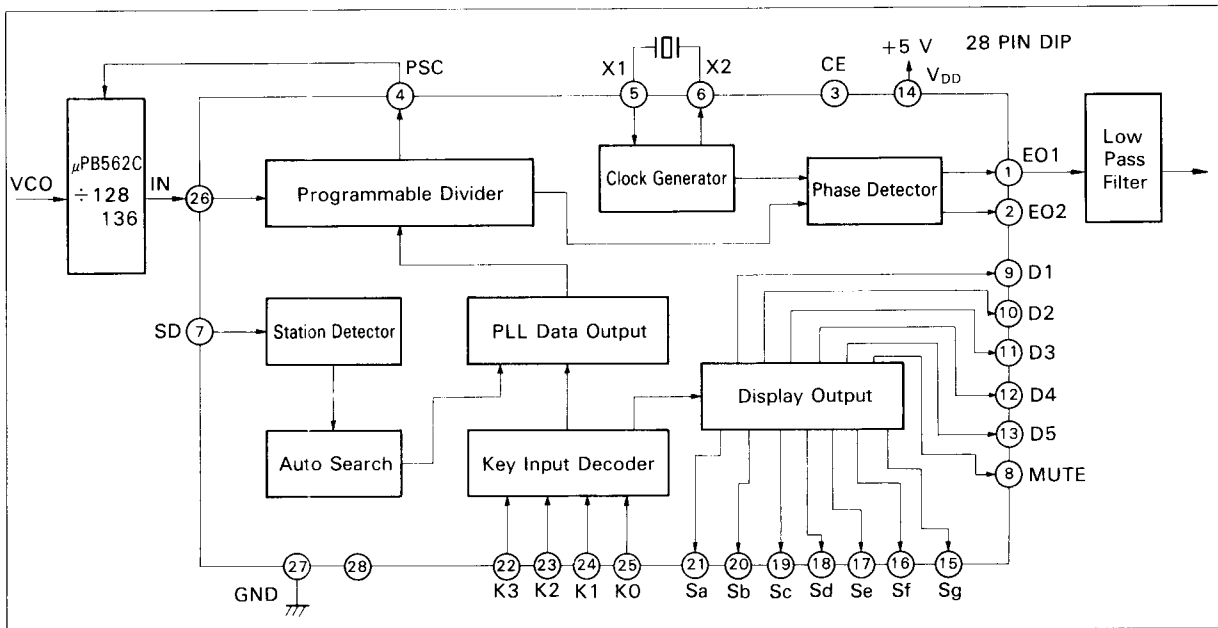 +5 V 28 PIN DIP
PSC X1 X2 CE V_DD
4 5 6 3 14
μPB562C
÷128
136
VCO IN
26
Programmable Divider
Clock Generator
Phase Detector
EO1
1
2 EO2
Low
Pass
Filter
9 D1
10 D2
11 D3
12 D4
13 D5
8 MUTE
SD 7
Station Detector
PLL Data Output
Display Output
Auto Search
Key Input Decoder
27 28 22 23 24 25 21 20 19 18 17 16 15
GND K3 K2 K1 K0 Sa Sb Sc Sd Se Sf Sg